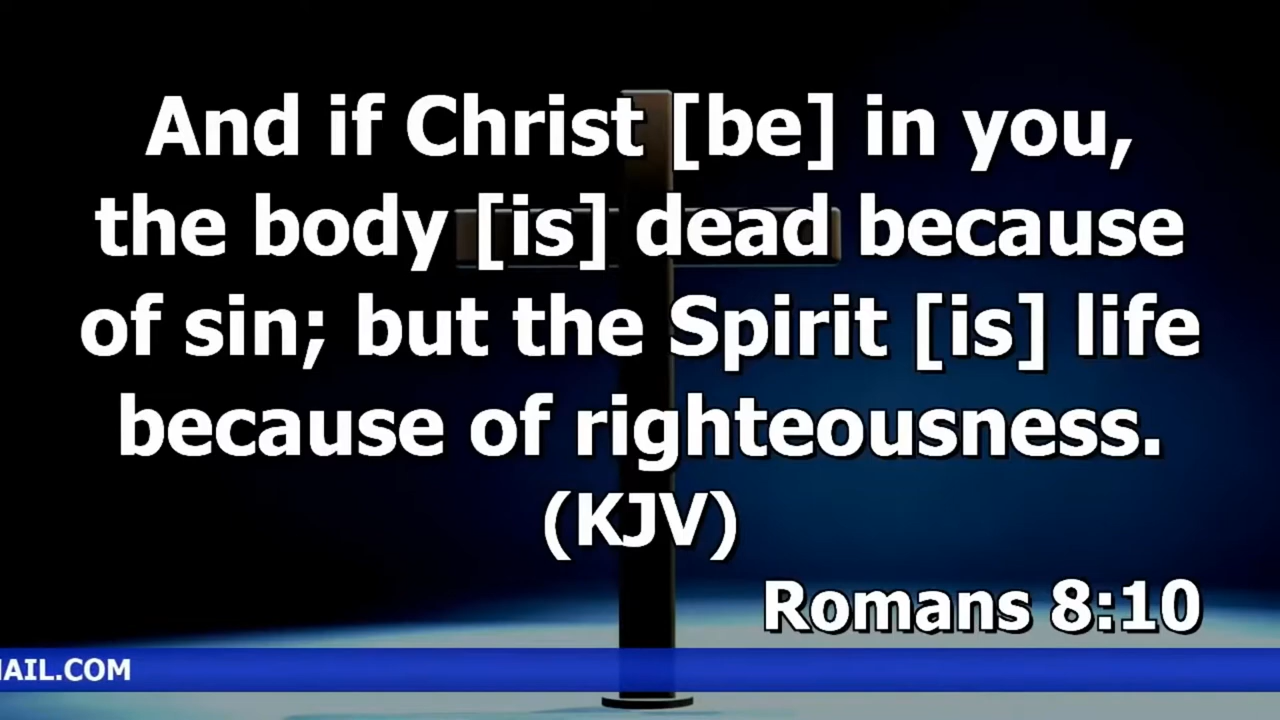 And if Christ [be] in you,
the body [is] dead because
of sin; but the Spirit [is] life
because of righteousness.
(KJV)
Romans 8:10
AIL.COM